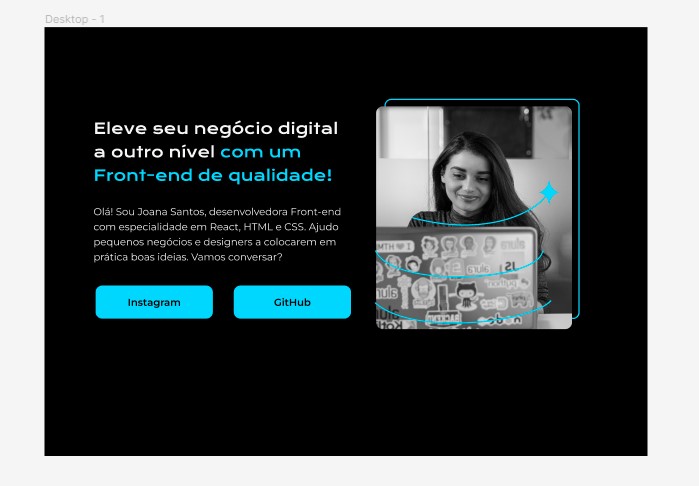 Desktop - 1
Eleve seu negócio digital
a outro nível com um
Front-end de qualidade!
Olá! Sou Joana Santos, desenvolvedora Front-end
com especialidade em React, HTML e CSS. Ajudo
pequenos negócios e designers a colocarem em
prática boas ideias. Vamos conversar?
Instagram
GitHub